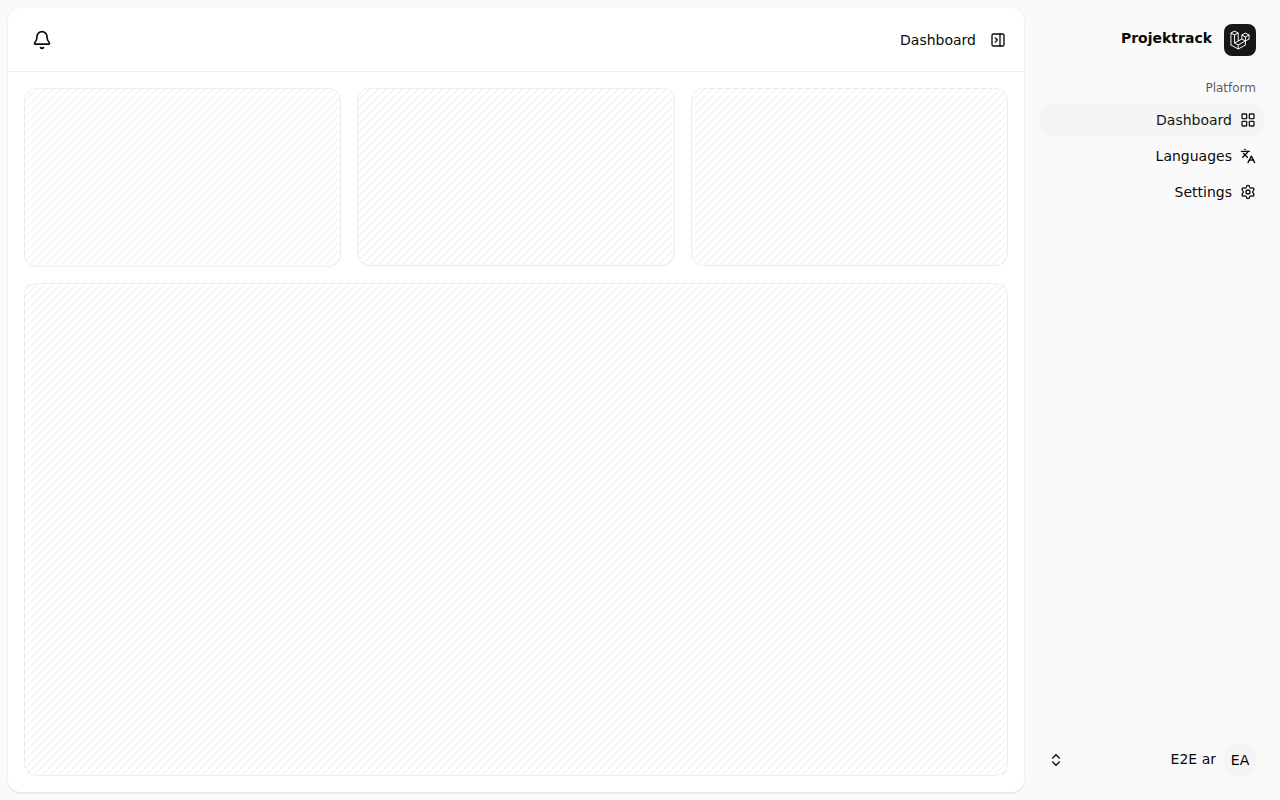 Projektrack
Platform
Dashboard
Languages
Settings
E2E ar
EA
Dashboard